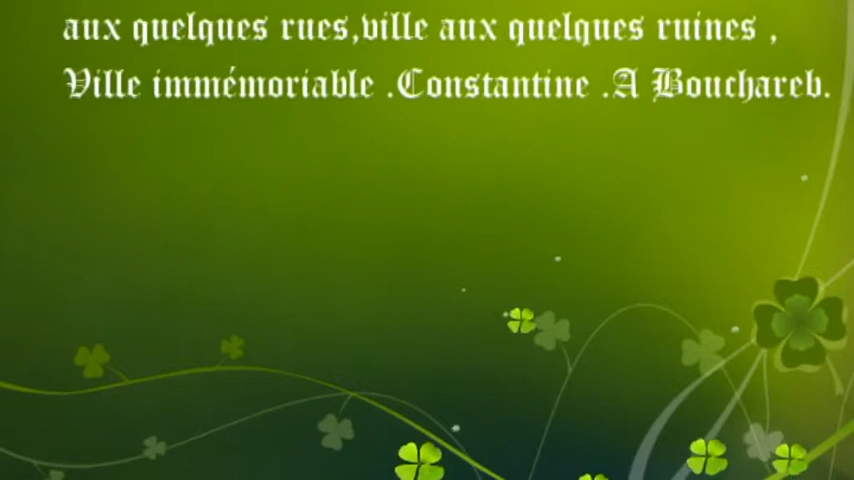 aux quelques rues,ville aux quelques ruines ,
Ville immémoriable .Constantine .A Bouchareb.